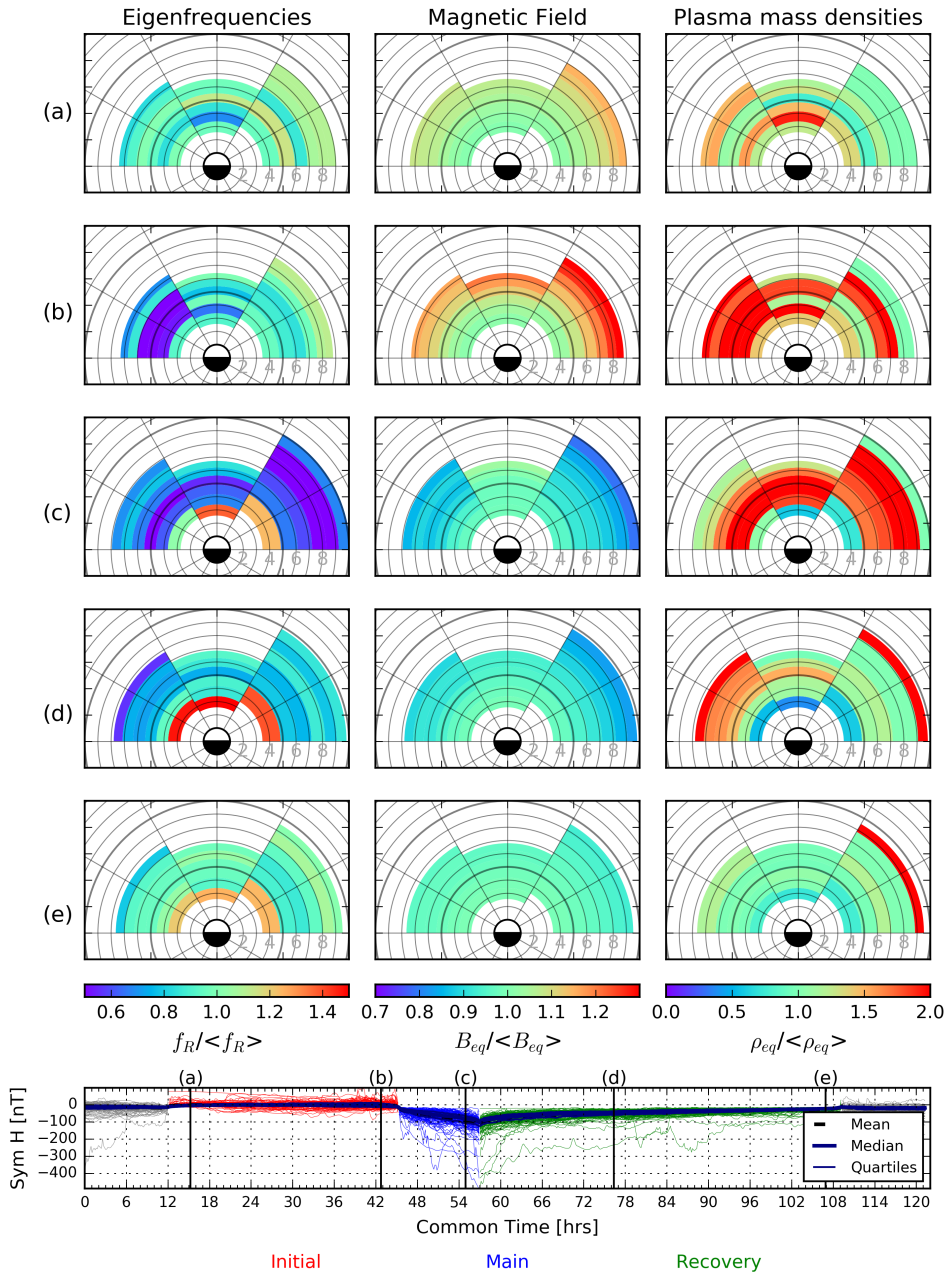 Eigenfrequencies Magnetic Field Plasma mass densities
(a)
2 4 6 8 2 4 6 8 2 4 6 8
(b)
2 4 6 8 2 4 6 8 2 4 6 8
(c)
2 4 6 8 2 4 6 8 2 4 6 8
(d)
2 4 6 8 2 4 6 8 2 4 6 8
(e)
2 4 6 8 2 4 6 8 2 4 6 8
0.6 0.8 1.0 1.2 1.4 0.7 0.8 0.9 1.0 1.1 1.2 0.0 0.5 1.0 1.5 2.0
f_R/<f_R> B_eq/<B_eq> ρ_eq/<ρ_eq>
(a) (b) (c) (d) (e)
Sym H [nT]
0
−100
−200
−300
−400
Mean
Median
Quartiles
0 6 12 18 24 30 36 42 48 54 60 66 72 78 84 90 96 102 108 114 120
Common Time [hrs]
Initial Main Recovery